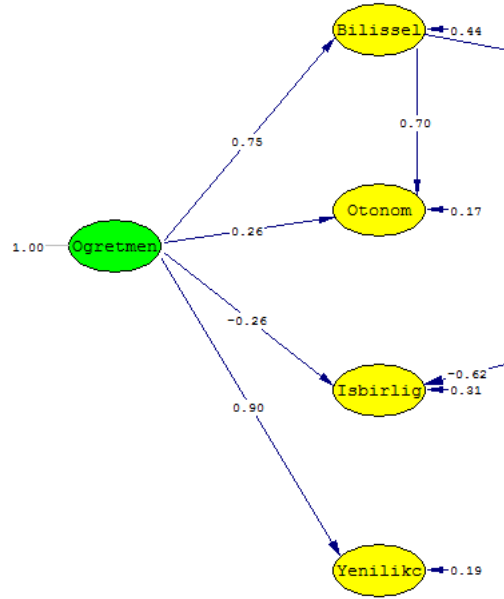 Bilissel
0.44
0.75
0.70
Otonom
0.17
0.26
1.00
Ogretmen
-0.26
-0.62
Isbirlig
0.31
0.90
Yenilikc
0.19